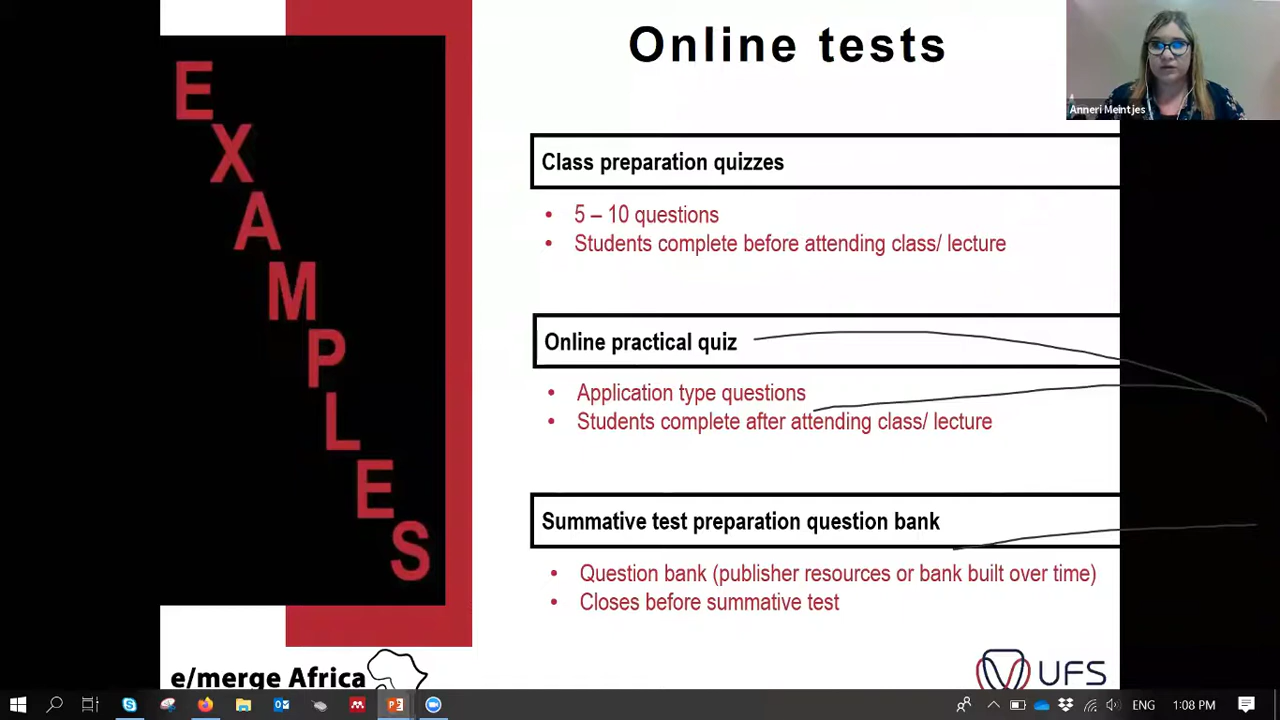 Online tests
EXAMPLES
Anneri Meintjes
Class preparation quizzes
• 5 – 10 questions
• Students complete before attending class/ lecture
Online practical quiz
• Application type questions
• Students complete after attending class/ lecture
Summative test preparation question bank
• Question bank (publisher resources or bank built over time)
• Closes before summative test
e/merge Africa
UFS
ENG
1:08 PM